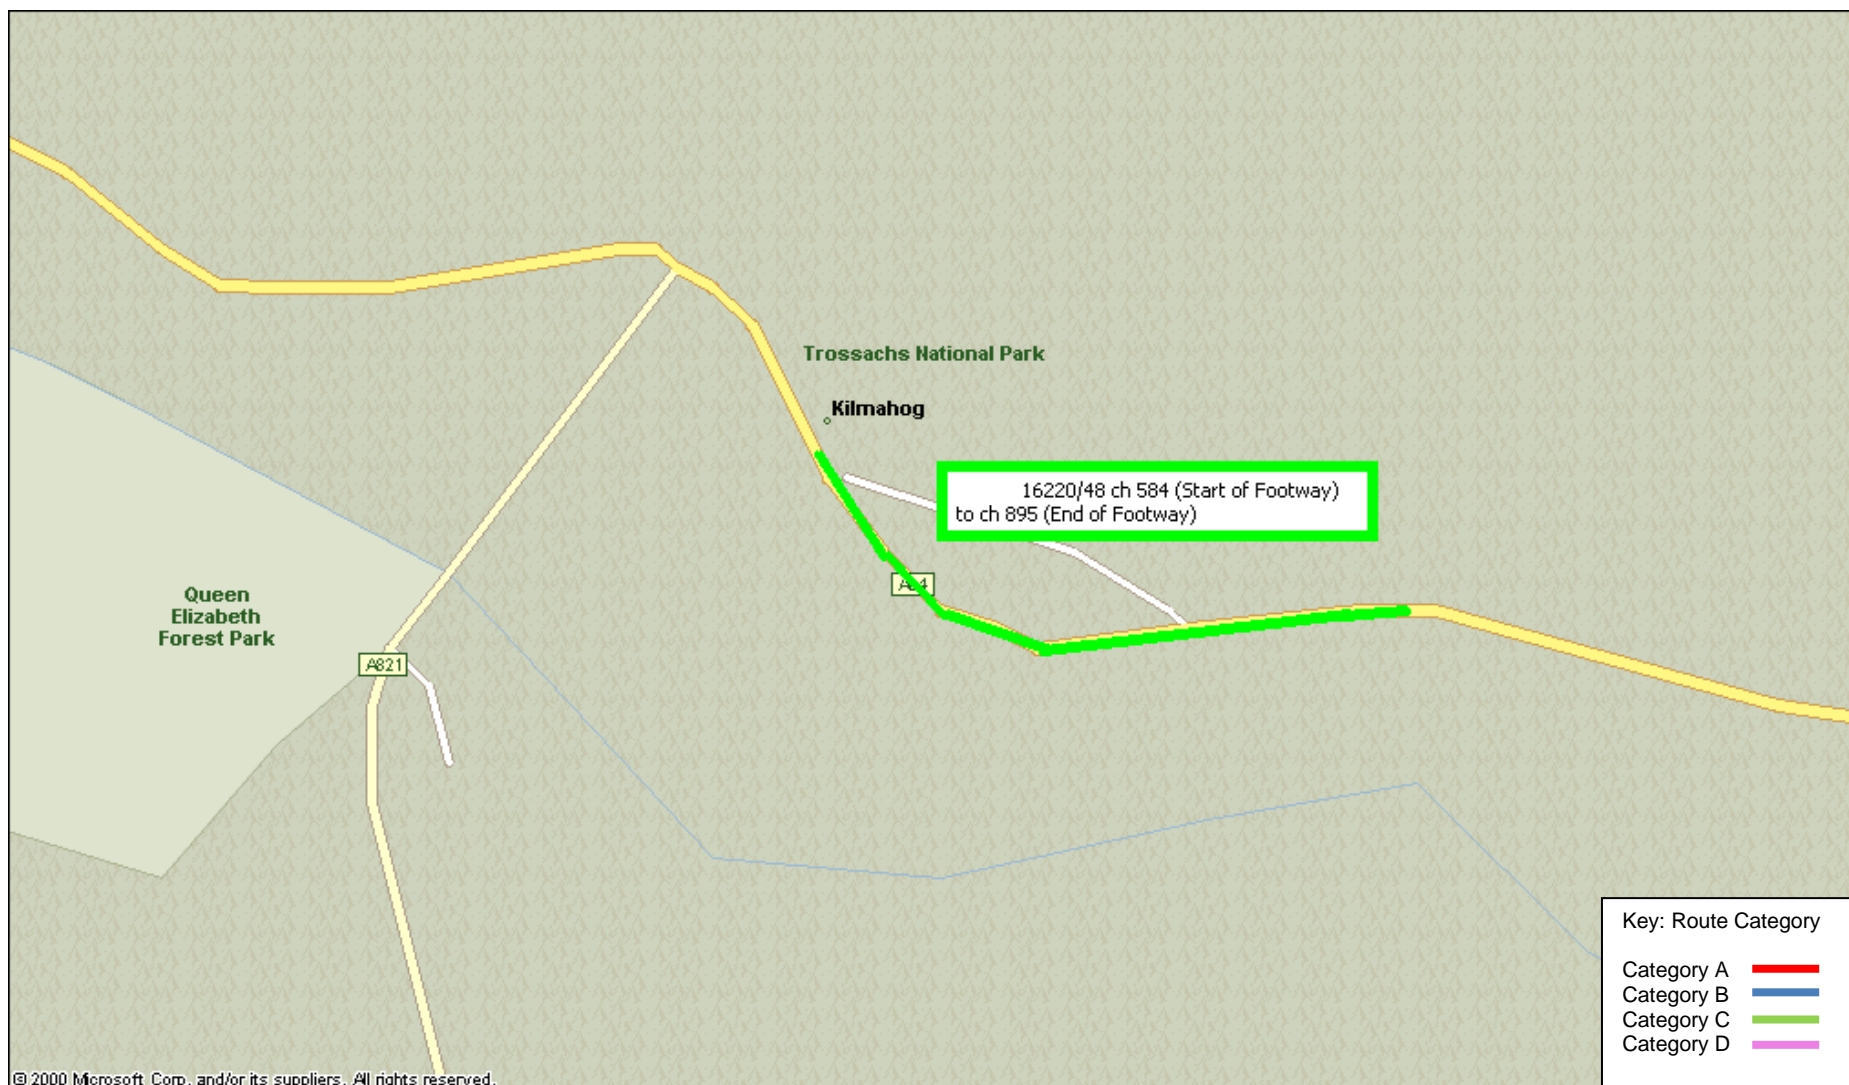 Trossachs National Park
Kilmahog
16220/48 ch 584 (Start of Footway)
to ch 895 (End of Footway)
A84
Queen
Elizabeth
Forest Park
A821
Key: Route Category
Category A
Category B
Category C
Category D
© 2000 Microsoft Corp. and/or its suppliers. All rights reserved.